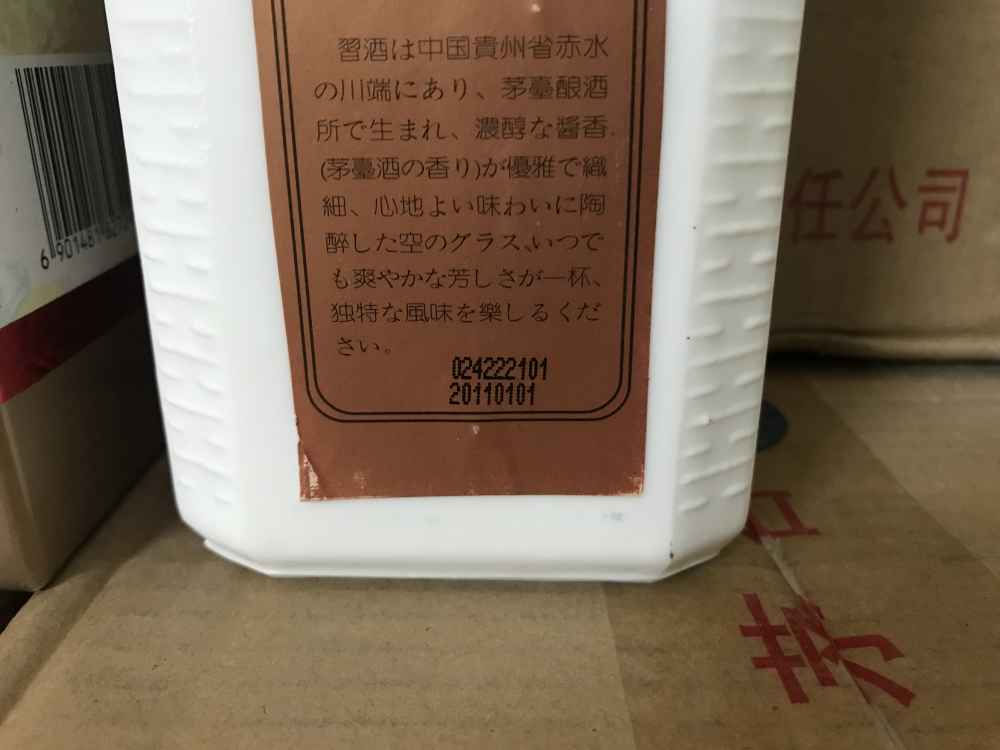 習酒は中国貴州省赤水
の川端にあり、茅臺酿酒
所で生まれ、濃醇な醤香
(茅臺酒の香り)が優雅で繊
細、心地よい味わいに陶
醉した空のグラス、いつで
も爽やかな芳しさが一杯、
独特な風味を樂しるくだ
さい。
024222101
20110101
任公司